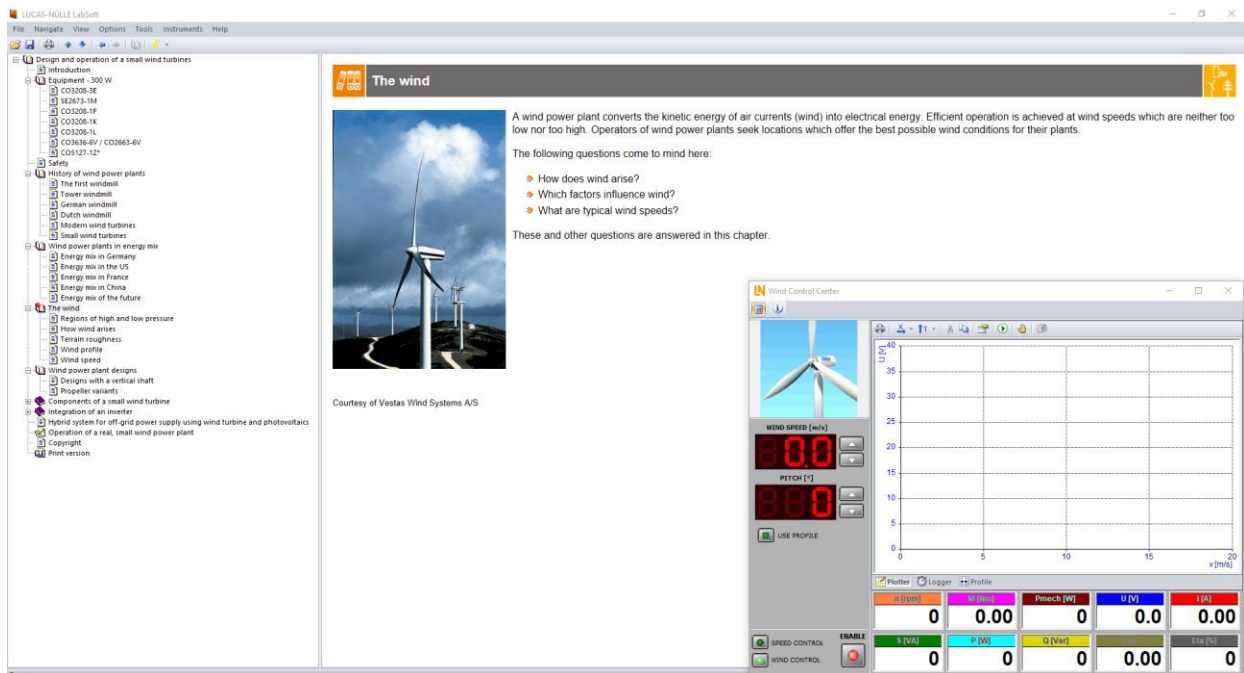 LUCAS-NÜLLE LabSoft
File Navigate View Options Tools Instruments Help
Design and operation of a small wind turbines
Introduction
Equipment - 300 W
CO3208-3E
SE2673-1M
CO3208-1F
CO3208-1K
CO3208-1L
CO3636-6V / CO2663-6V
CO5127-1Z*
Safety
History of wind power plants
The first windmill
Tower windmill
German windmill
Dutch windmill
Modern wind turbines
Small wind turbines
Wind power plants in energy mix
Energy mix in Germany
Energy mix in the US
Energy mix in France
Energy mix in China
Energy mix of the future
The wind
Regions of high and low pressure
How wind arises
Terrain roughness
Wind profile
Wind speed
Wind power plant designs
Designs with a vertical shaft
Propeller variants
Components of a small wind turbine
Integration of an inverter
Hybrid system for off-grid power supply using wind turbine and photovoltaics
Operation of a real, small wind power plant
Copyright
Print version
The wind
A wind power plant converts the kinetic energy of air currents (wind) into electrical energy. Efficient operation is achieved at wind speeds which are neither too
low nor too high. Operators of wind power plants seek locations which offer the best possible wind conditions for their plants.
The following questions come to mind here:
How does wind arise?
Which factors influence wind?
What are typical wind speeds?
These and other questions are answered in this chapter.
Courtesy of Vestas Wind Systems A/S
LN Wind Control Center
WIND SPEED [m/s]
0.0
PITCH [°]
0
USE PROFILE
SPEED CONTROL
WIND CONTROL
ENABLE
U [V]
40
35
30
25
20
15
10
5
0
0 5 10 15 20
v [m/s]
Plotter Logger Profile
n [rpm] M [Nm] Pmech [W] U [V] I [A]
0 0.00 0 0.0 0.00
S [VA] P [W] Q [Var] Eta [%]
0 0 0 0.00 0